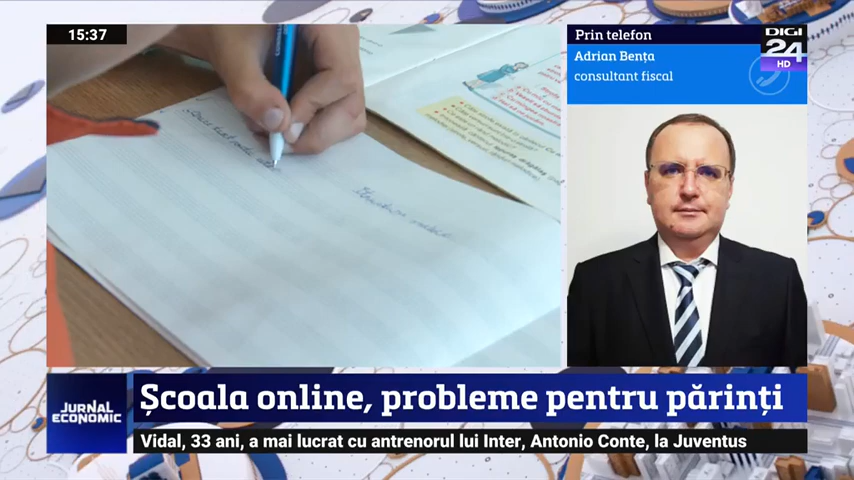 15:37
Prin telefon
Adrian Bența
consultant fiscal
DIGI
24
HD
Școala online, probleme pentru părinți
JURNAL
ECONOMIC
Vidal, 33 ani, a mai lucrat cu antrenorul lui Inter, Antonio Conte, la Juventus